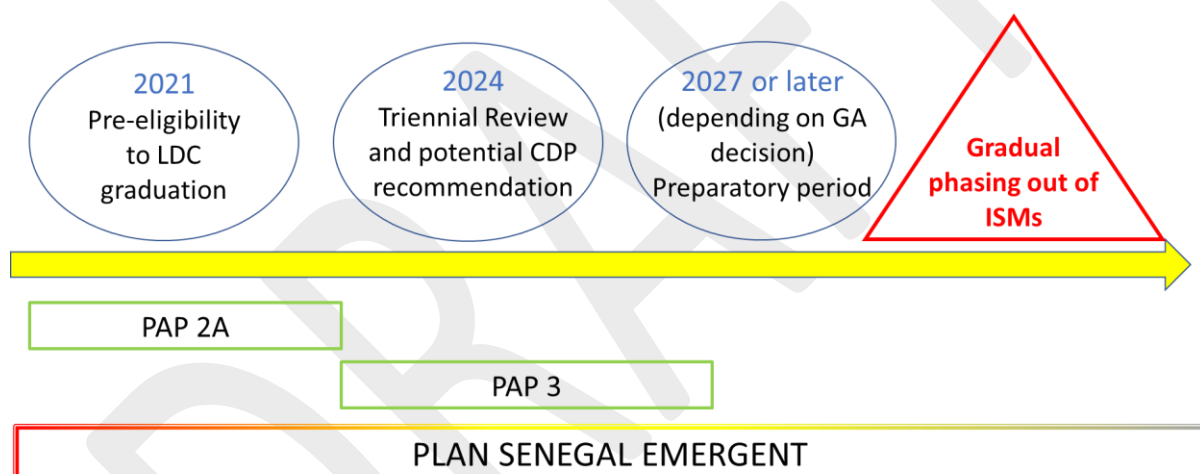 2021
Pre-eligibility
to LDC
graduation
2024
Triennial Review
and potential CDP
recommendation
2027 or later
(depending on GA
decision)
Preparatory period
Gradual
phasing out of
ISMs
PAP 2A
PAP 3
PLAN SENEGAL EMERGENT
DRAFT